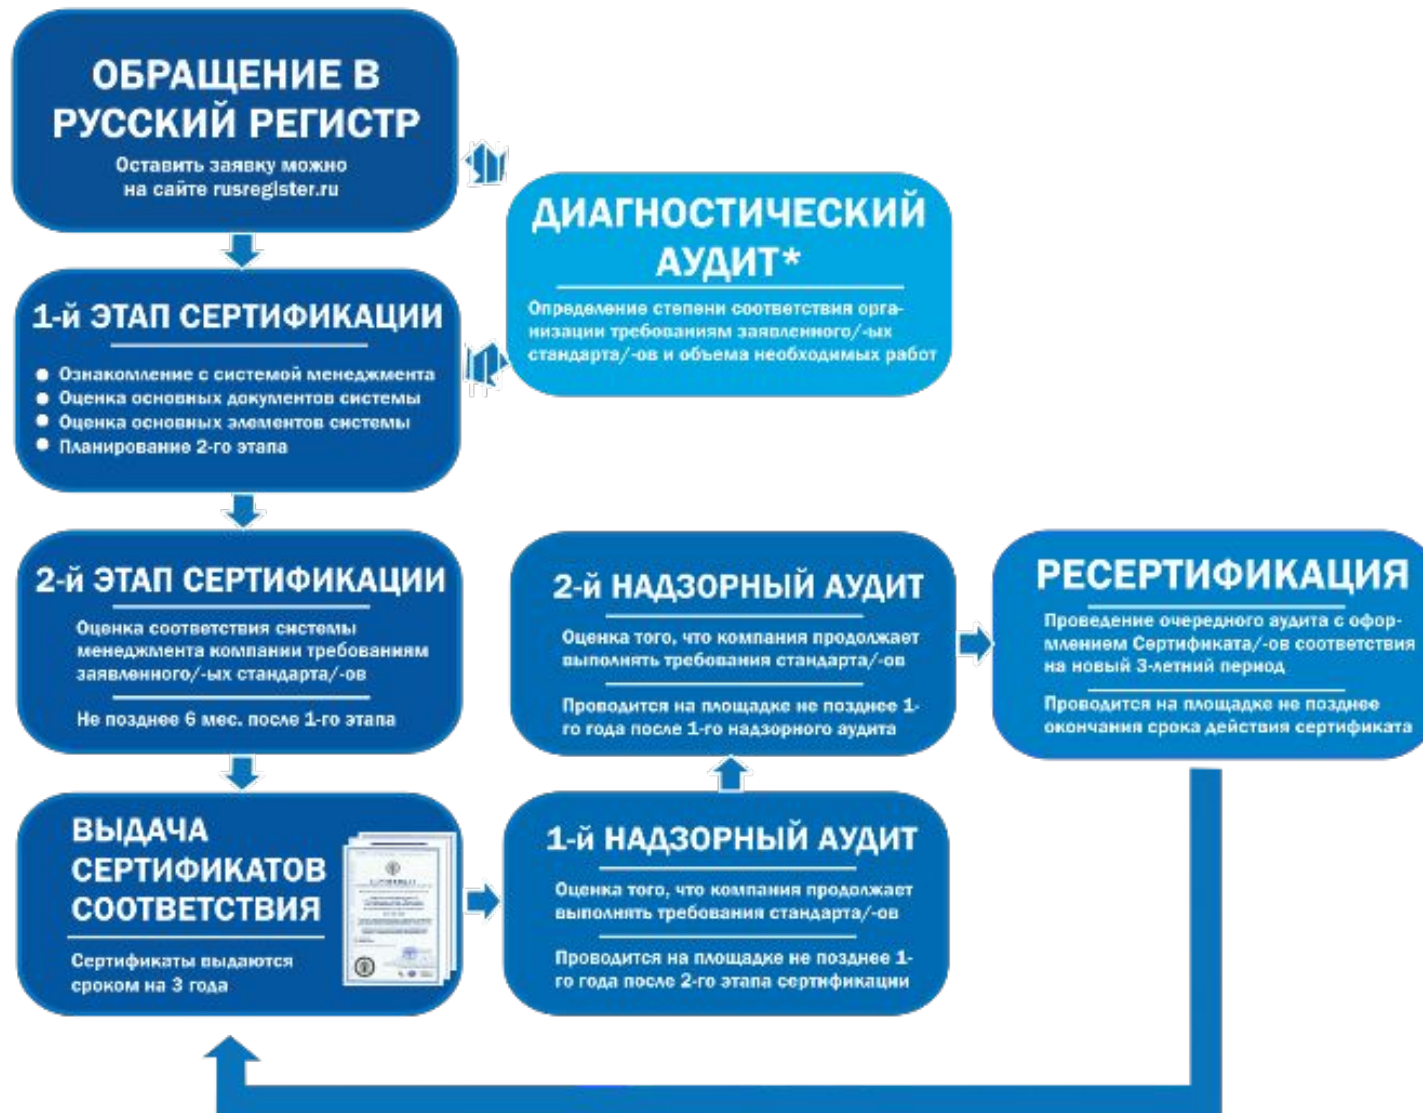 ОБРАЩЕНИЕ В
РУССКИЙ РЕГИСТР
Оставить заявку можно
на сайте rusregister.ru
ДИАГНОСТИЧЕСКИЙ
АУДИТ*
Определение степени соответствия орга-
низации требованиям заявленного/-ых
стандарта/-ов и объема необходимых работ
1-й ЭТАП СЕРТИФИКАЦИИ
Ознакомление с системой менеджмента
Оценка основных документов системы
Оценка основных элементов системы
Планирование 2-го этапа
2-й ЭТАП СЕРТИФИКАЦИИ
Оценка соответствия системы
менеджмента компании требованиям
заявленного/-ых стандарта/-ов
Не позднее 6 мес. после 1-го этапа
ВЫДАЧА
СЕРТИФИКАТОВ
СООТВЕТСТВИЯ
Сертификаты выдаются
сроком на 3 года
1-й НАДЗОРНЫЙ АУДИТ
Оценка того, что компания продолжает
выполнять требования стандарта/-ов
Проводится на площадке не позднее 1-
го года после 2-го этапа сертификации
2-й НАДЗОРНЫЙ АУДИТ
Оценка того, что компания продолжает
выполнять требования стандарта/-ов
Проводится на площадке не позднее 1-
го года после 1-го надзорного аудита
РЕСЕРТИФИКАЦИЯ
Проведение очередного аудита с офор-
млением Сертификата/-ов соответствия
на новый 3-летний период
Проводится на площадке не позднее
окончания срока действия сертификата